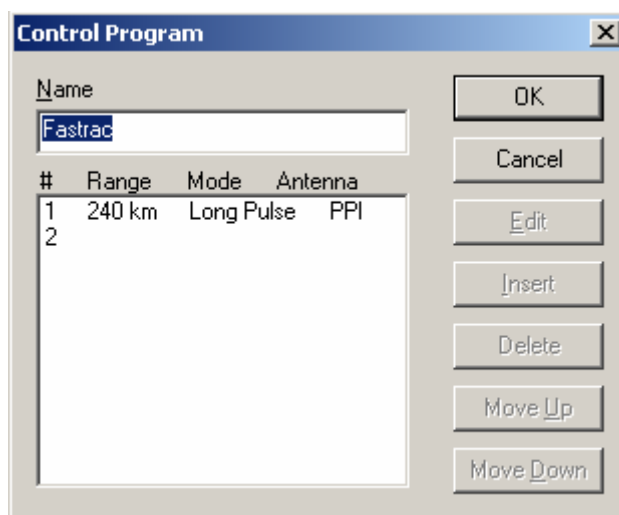 Control Program
Name
Fastrac
# Range Mode Antenna
1 240 km Long Pulse PPI
2
OK
Cancel
Edit
Insert
Delete
Move Up
Move Down